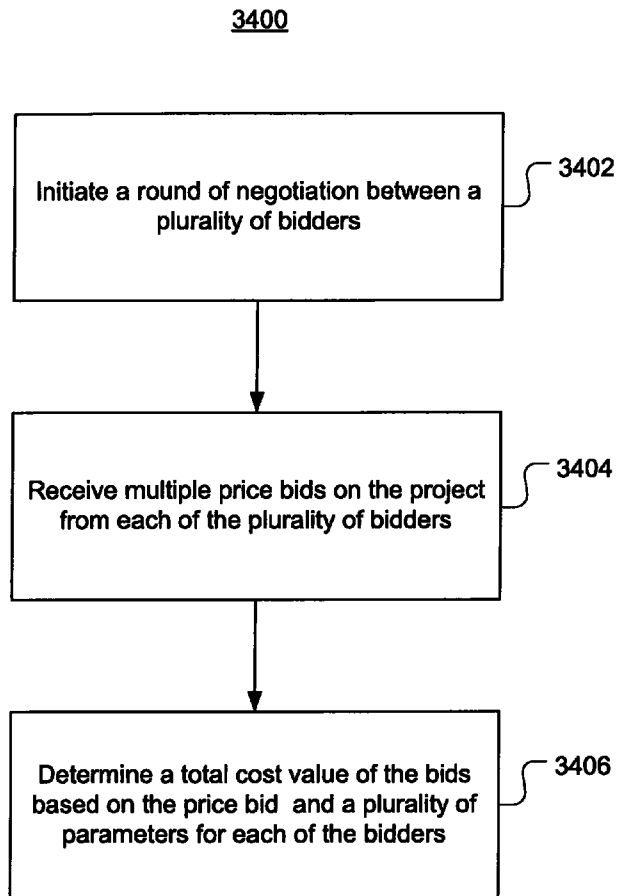 3400
Initiate a round of negotiation between a
plurality of bidders
3402
Receive multiple price bids on the project
from each of the plurality of bidders
3404
Determine a total cost value of the bids
based on the price bid and a plurality of
parameters for each of the bidders
3406